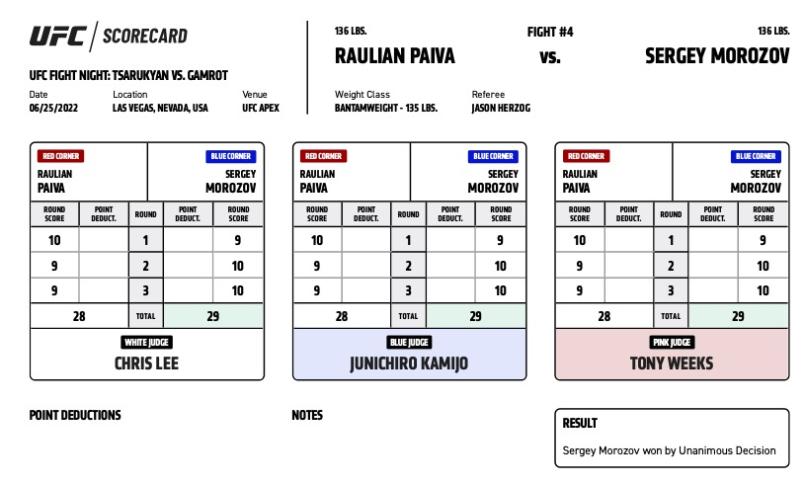 UFC / SCORECARD
UFC FIGHT NIGHT: TSARUKYAN VS. GAMROT
Date Location Venue
06/25/2022 LAS VEGAS, NEVADA, USA UFC APEX
136 LBS. FIGHT #4 136 LBS.
RAULIAN PAIVA VS. SERGEY MOROZOV
Weight Class Referee
BANTAMWEIGHT - 135 LBS. JASON HERZOG
RED CORNER BLUE CORNER
RAULIAN SERGEY
PAIVA MOROZOV
ROUND SCORE POINT DEDUCT. ROUND POINT DEDUCT. ROUND SCORE
10 1 9
9 2 10
9 3 10
28 TOTAL 29
WHITE JUDGE
CHRIS LEE
RED CORNER BLUE CORNER
RAULIAN SERGEY
PAIVA MOROZOV
ROUND SCORE POINT DEDUCT. ROUND POINT DEDUCT. ROUND SCORE
10 1 9
9 2 10
9 3 10
28 TOTAL 29
BLUE JUDGE
JUNICHIRO KAMIJO
RED CORNER BLUE CORNER
RAULIAN SERGEY
PAIVA MOROZOV
ROUND SCORE POINT DEDUCT. ROUND POINT DEDUCT. ROUND SCORE
10 1 9
9 2 10
9 3 10
28 TOTAL 29
PINK JUDGE
TONY WEEKS
POINT DEDUCTIONS
NOTES
RESULT
Sergey Morozov won by Unanimous Decision